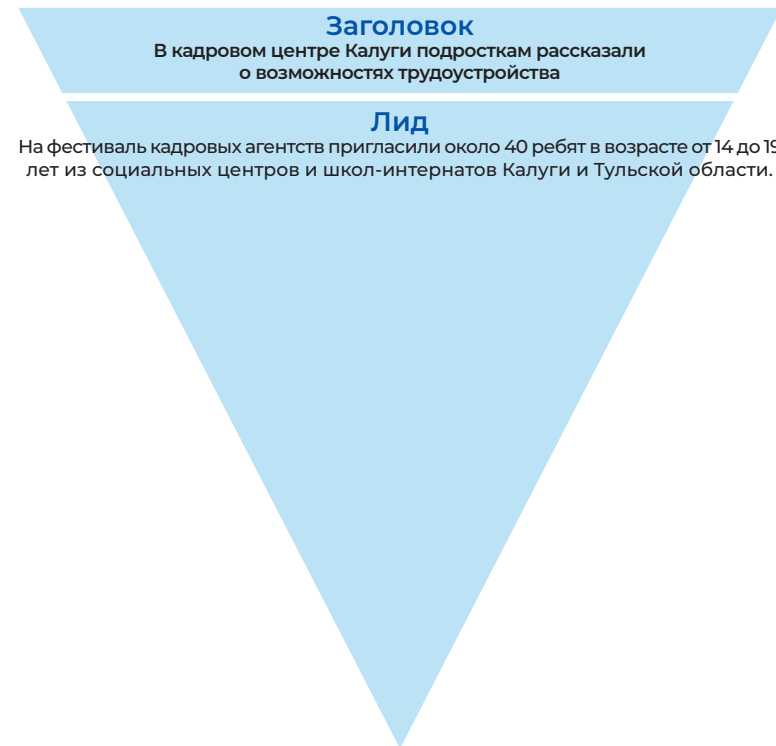 Заголовок
В кадровом центре Калуги подросткам рассказали
о возможностях трудоустройства
Лид
На фестиваль кадровых агентств пригласили около 40 ребят в возрасте от 14 до 19
лет из социальных центров и школ-интернатов Калуги и Тульской области.